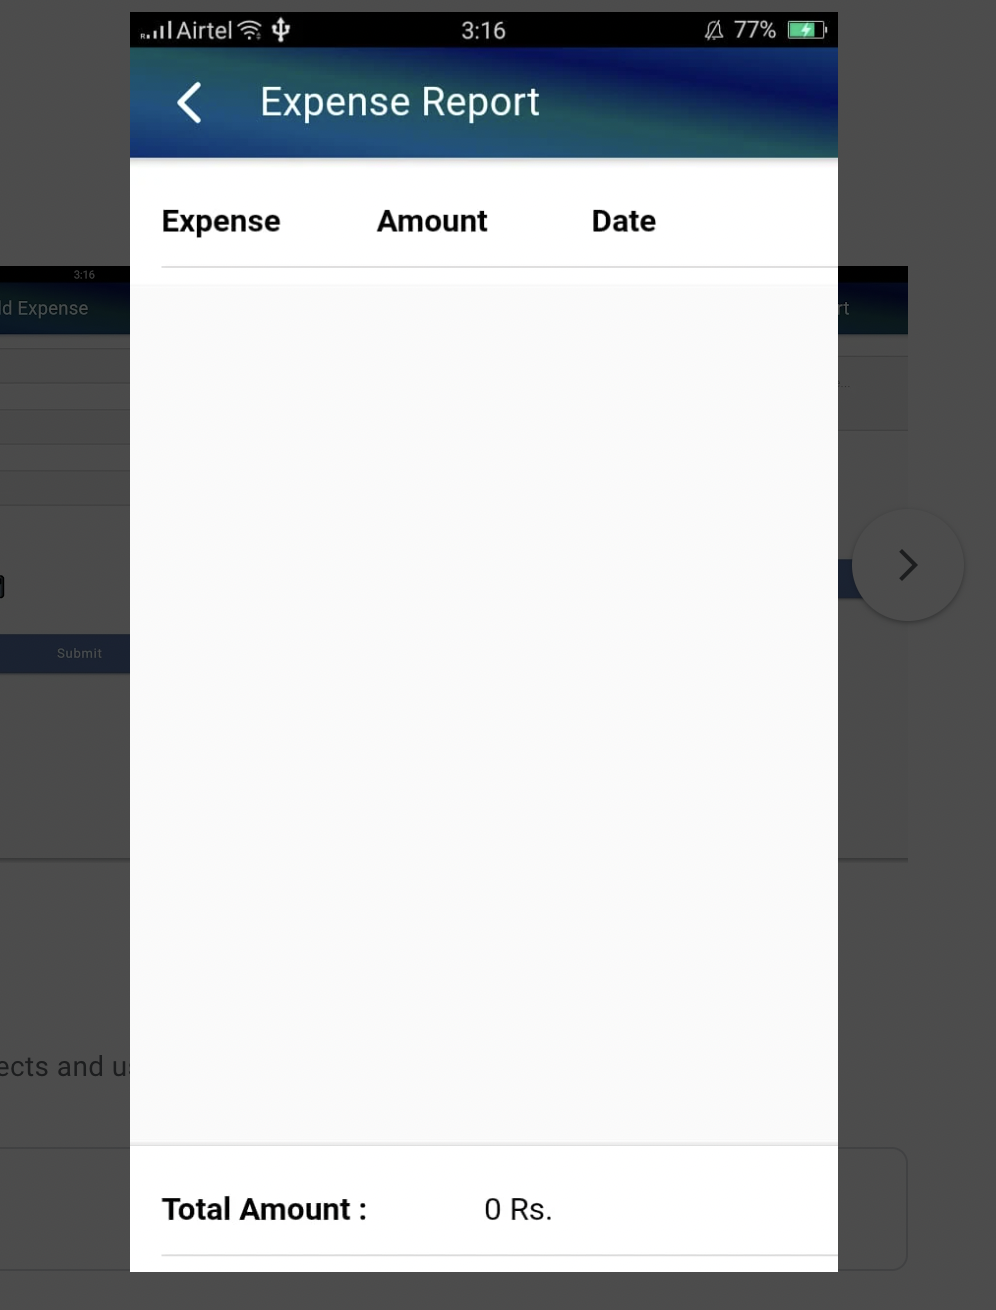 Airtel 3:16 77%
Expense Report
Expense Amount Date
3:16
d Expense
rt
Submit
ects and u
Total Amount : 0 Rs.